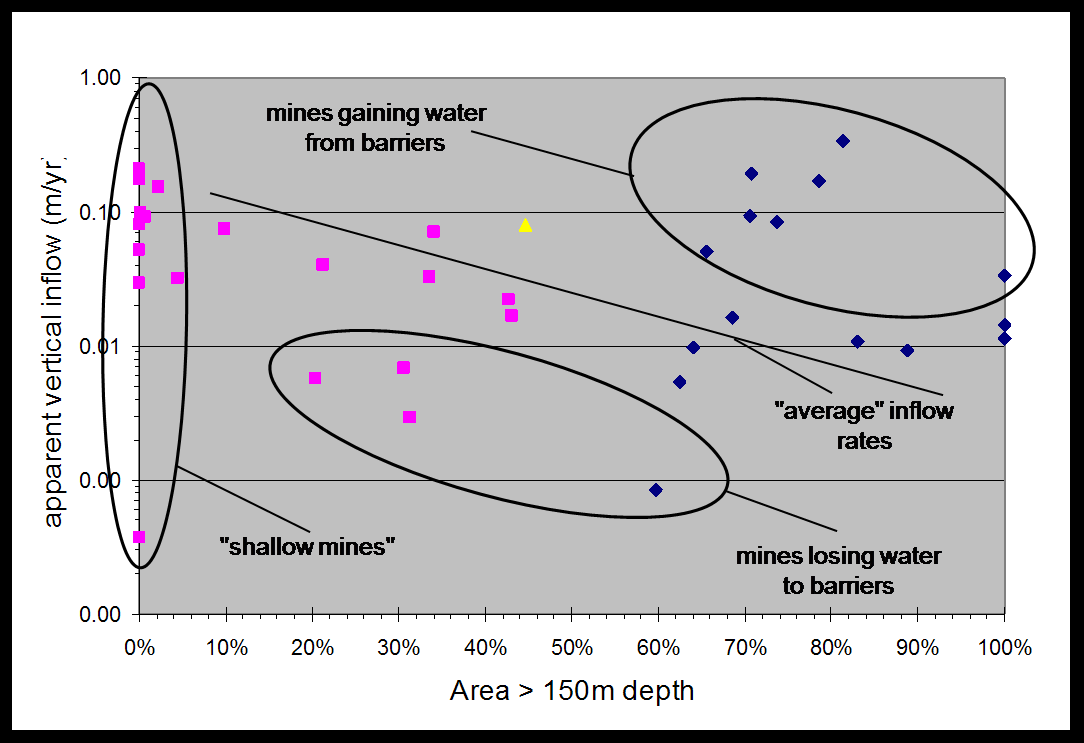 apparent vertical inflow (m/yr)
1.00
0.10
0.01
0.00
0.00
mines gaining water
from barriers
"average" inflow
rates
"shallow mines"
mines losing water
to barriers
0% 10% 20% 30% 40% 50% 60% 70% 80% 90% 100%
Area > 150m depth